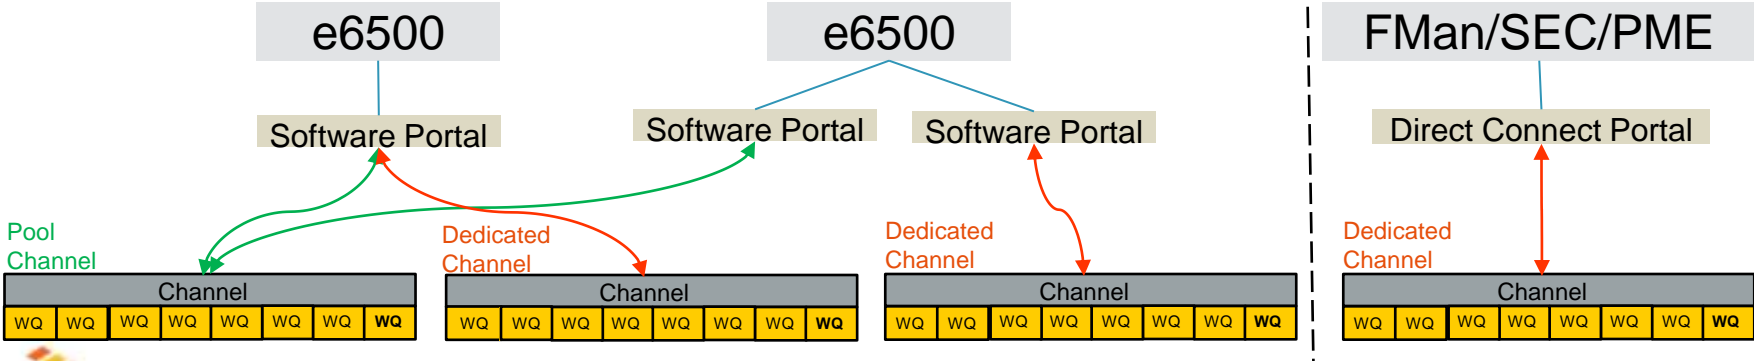 e6500
e6500
FMan/SEC/PME
Software Portal
Software Portal
Software Portal
Direct Connect Portal
Pool
Channel
Dedicated
Channel
Dedicated
Channel
Dedicated
Channel
Channel
Channel
Channel
Channel
WQ WQ WQ WQ WQ WQ WQ WQ
WQ WQ WQ WQ WQ WQ WQ WQ
WQ WQ WQ WQ WQ WQ WQ WQ
WQ WQ WQ WQ WQ WQ WQ WQ